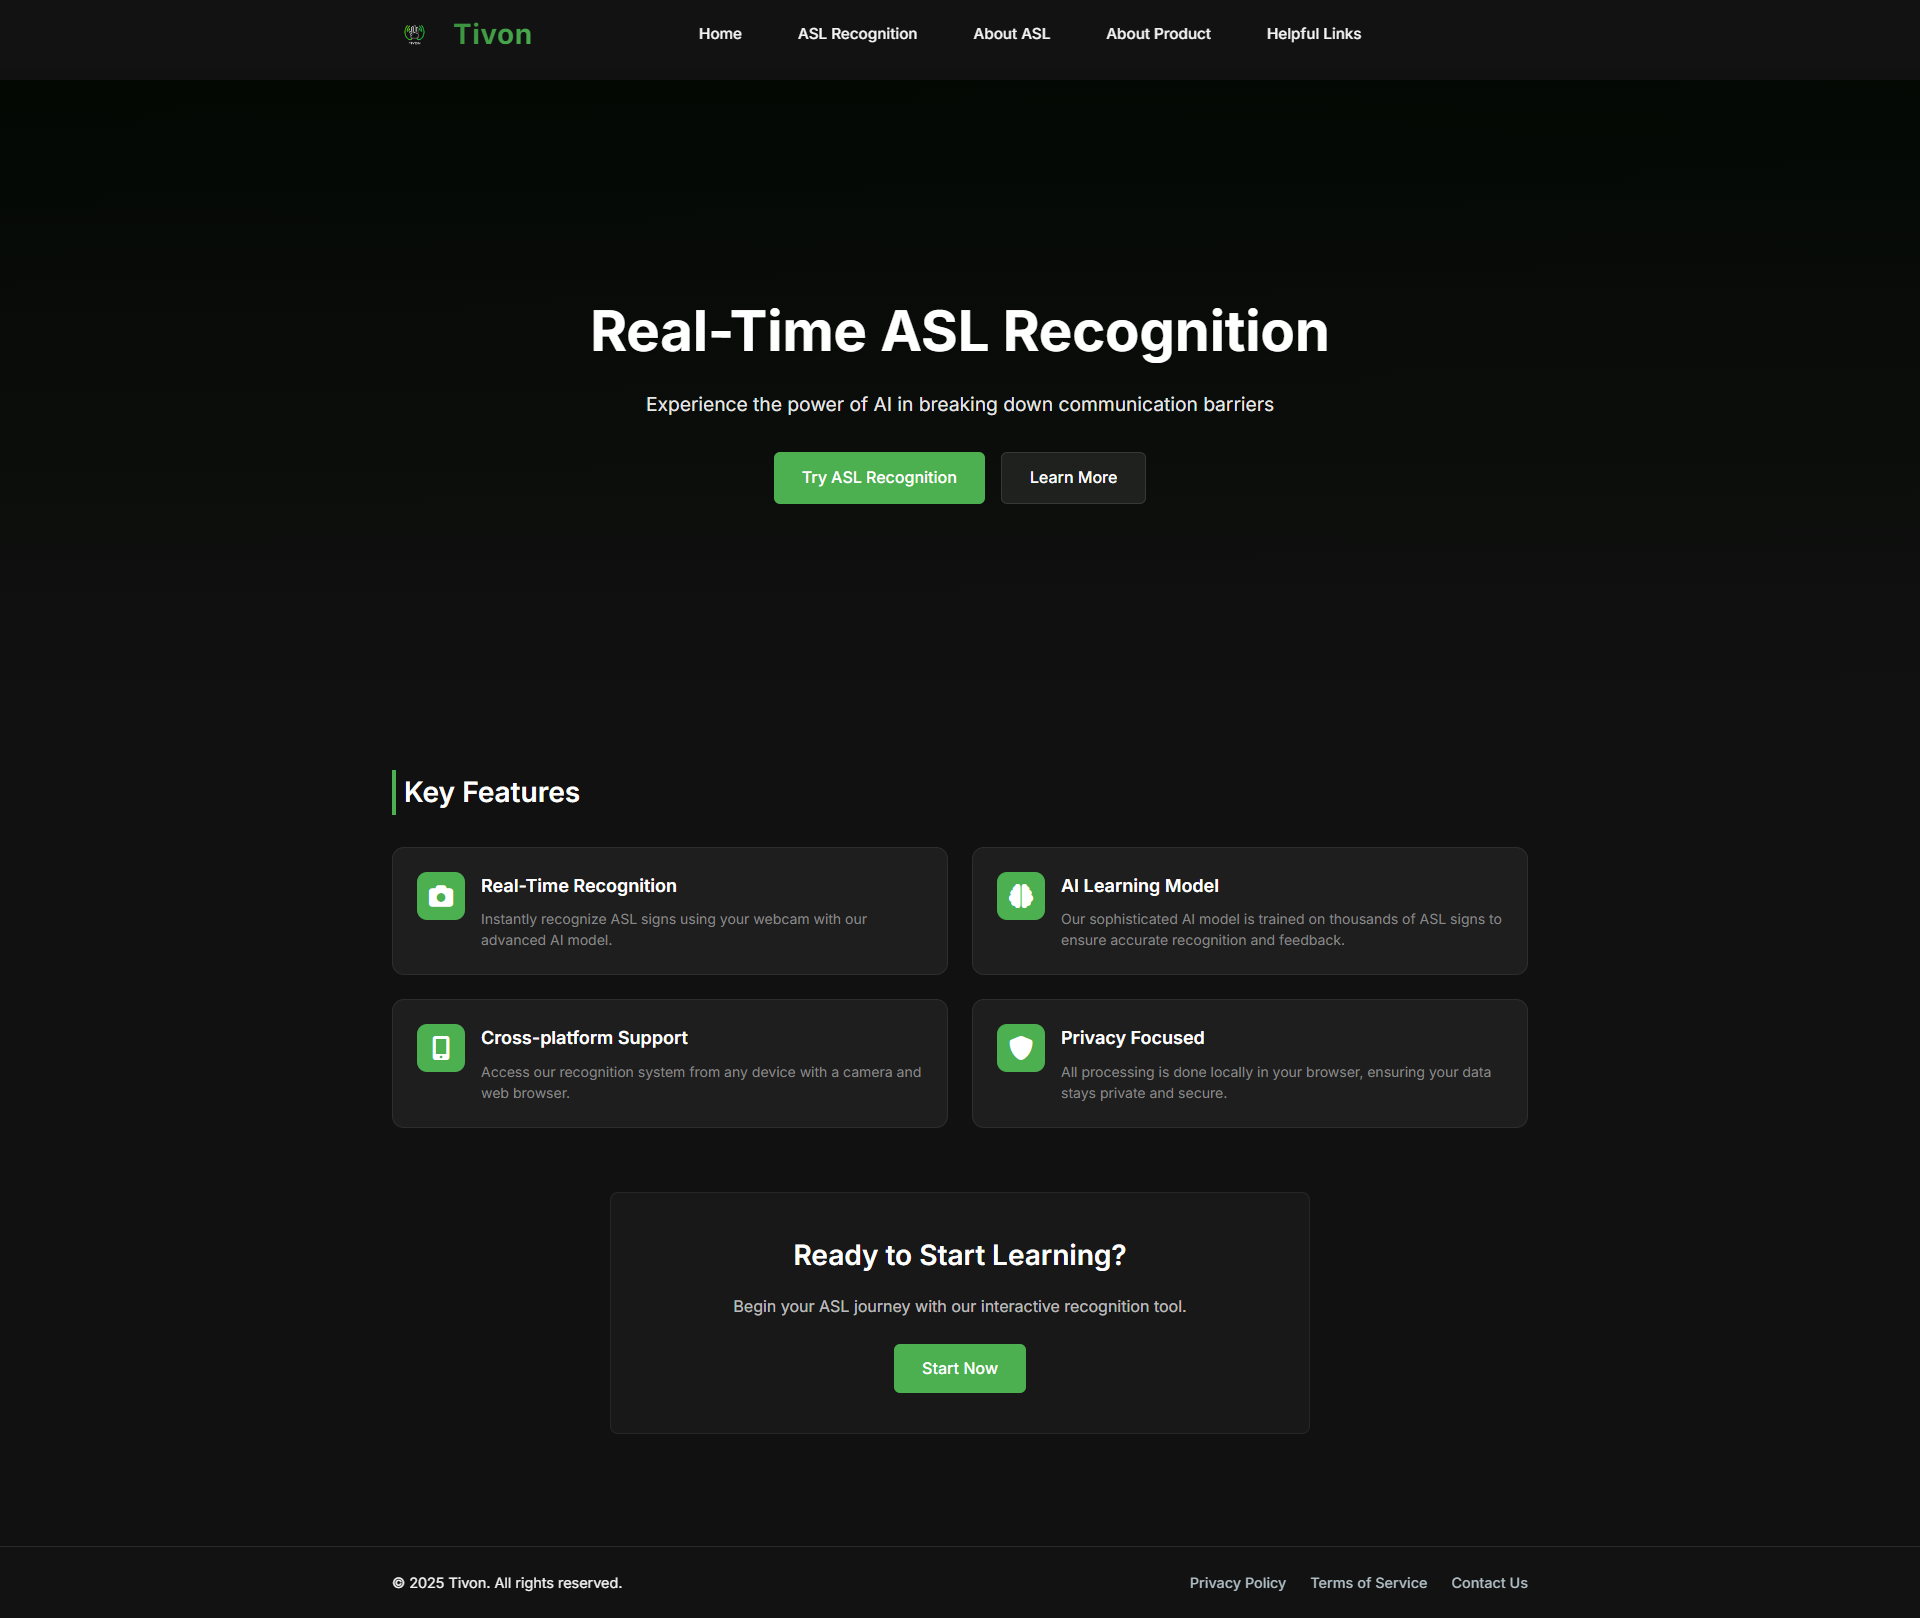 Tivon
Home
ASL Recognition
About ASL
About Product
Helpful Links
Real-Time ASL Recognition
Experience the power of AI in breaking down communication barriers
Try ASL Recognition
Learn More
Key Features
Real-Time Recognition
Instantly recognize ASL signs using your webcam with our
advanced AI model.
AI Learning Model
Our sophisticated AI model is trained on thousands of ASL signs to
ensure accurate recognition and feedback.
Cross-platform Support
Access our recognition system from any device with a camera and
web browser.
Privacy Focused
All processing is done locally in your browser, ensuring your data
stays private and secure.
Ready to Start Learning?
Begin your ASL journey with our interactive recognition tool.
Start Now
© 2025 Tivon. All rights reserved.
Privacy Policy
Terms of Service
Contact Us